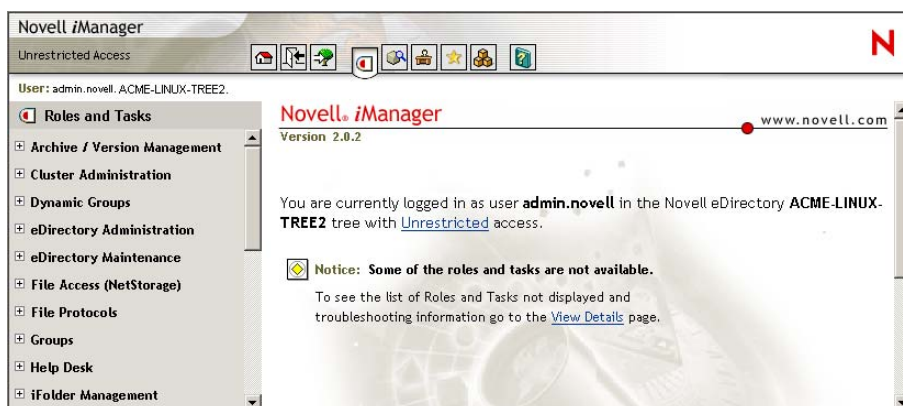 Novell iManager
Unrestricted Access
N
User: admin.novell.ACME-LINUX-TREE2.
Roles and Tasks
Archive / Version Management
Cluster Administration
Dynamic Groups
eDirectory Administration
eDirectory Maintenance
File Access (NetStorage)
File Protocols
Groups
Help Desk
iFolder Management
Novell® iManager
www.novell.com
Version 2.0.2
You are currently logged in as user admin.novell in the Novell eDirectory ACME-LINUX-
TREE2 tree with Unrestricted access.
Notice: Some of the roles and tasks are not available.
To see the list of Roles and Tasks not displayed and
troubleshooting information go to the View Details page.